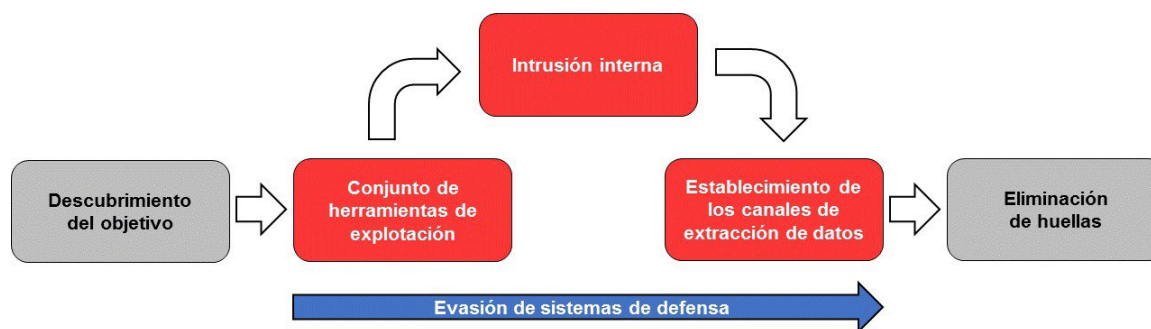 Intrusión interna
Descubrimiento
del objetivo
Conjunto de
herramientas de
explotación
Establecimiento de
los canales de
extracción de datos
Eliminación
de huellas
Evasión de sistemas de defensa